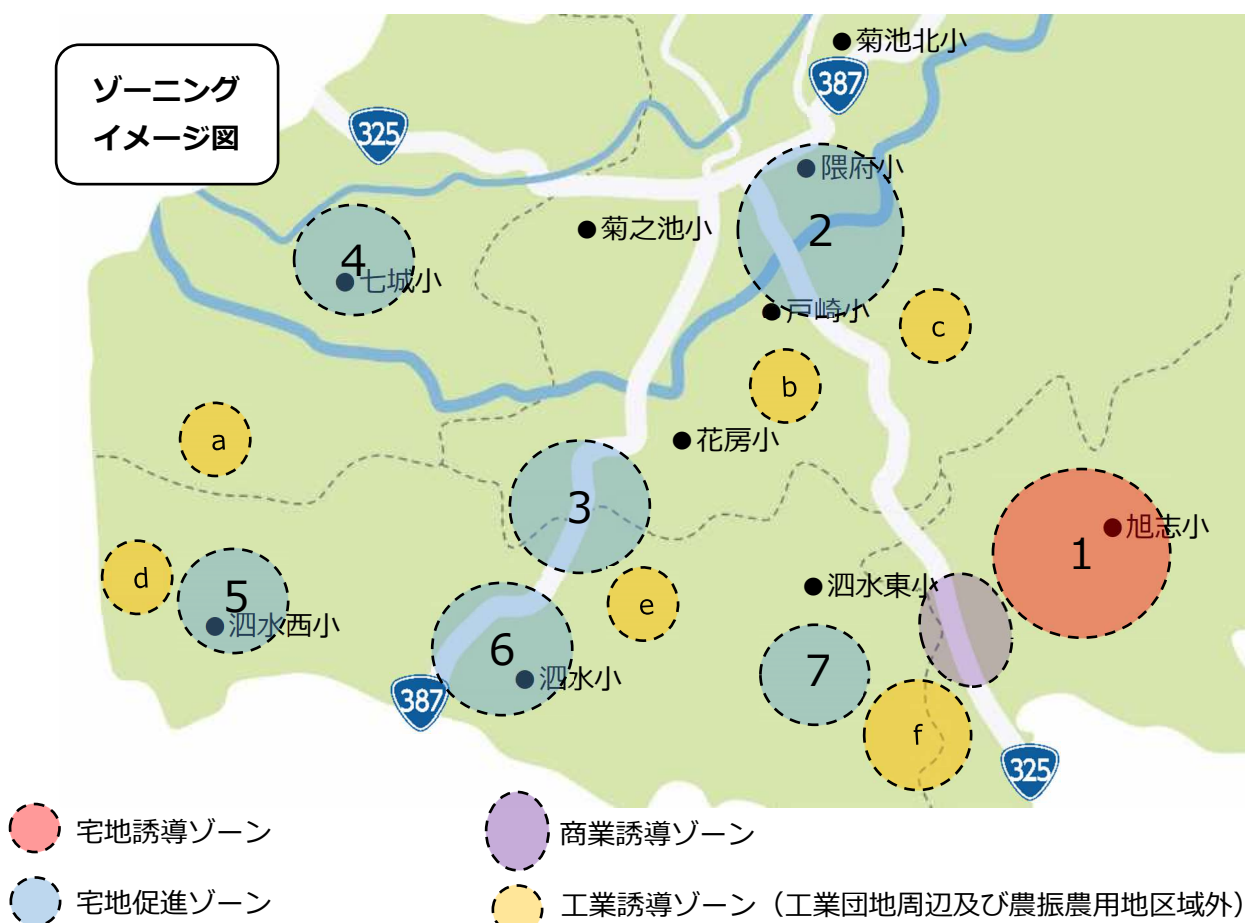 ゾーニング
イメージ図
菊池北小
387
325
隈府小
菊之池小
2
4
七城小
戸崎小
c
b
a
花房小
3
旭志小
1
d
5
泗水西小
e
泗水東小
6
泗水小
7
387
f
325
宅地誘導ゾーン
商業誘導ゾーン
宅地促進ゾーン
工業誘導ゾーン（工業団地周辺及び農振農用地区域外）